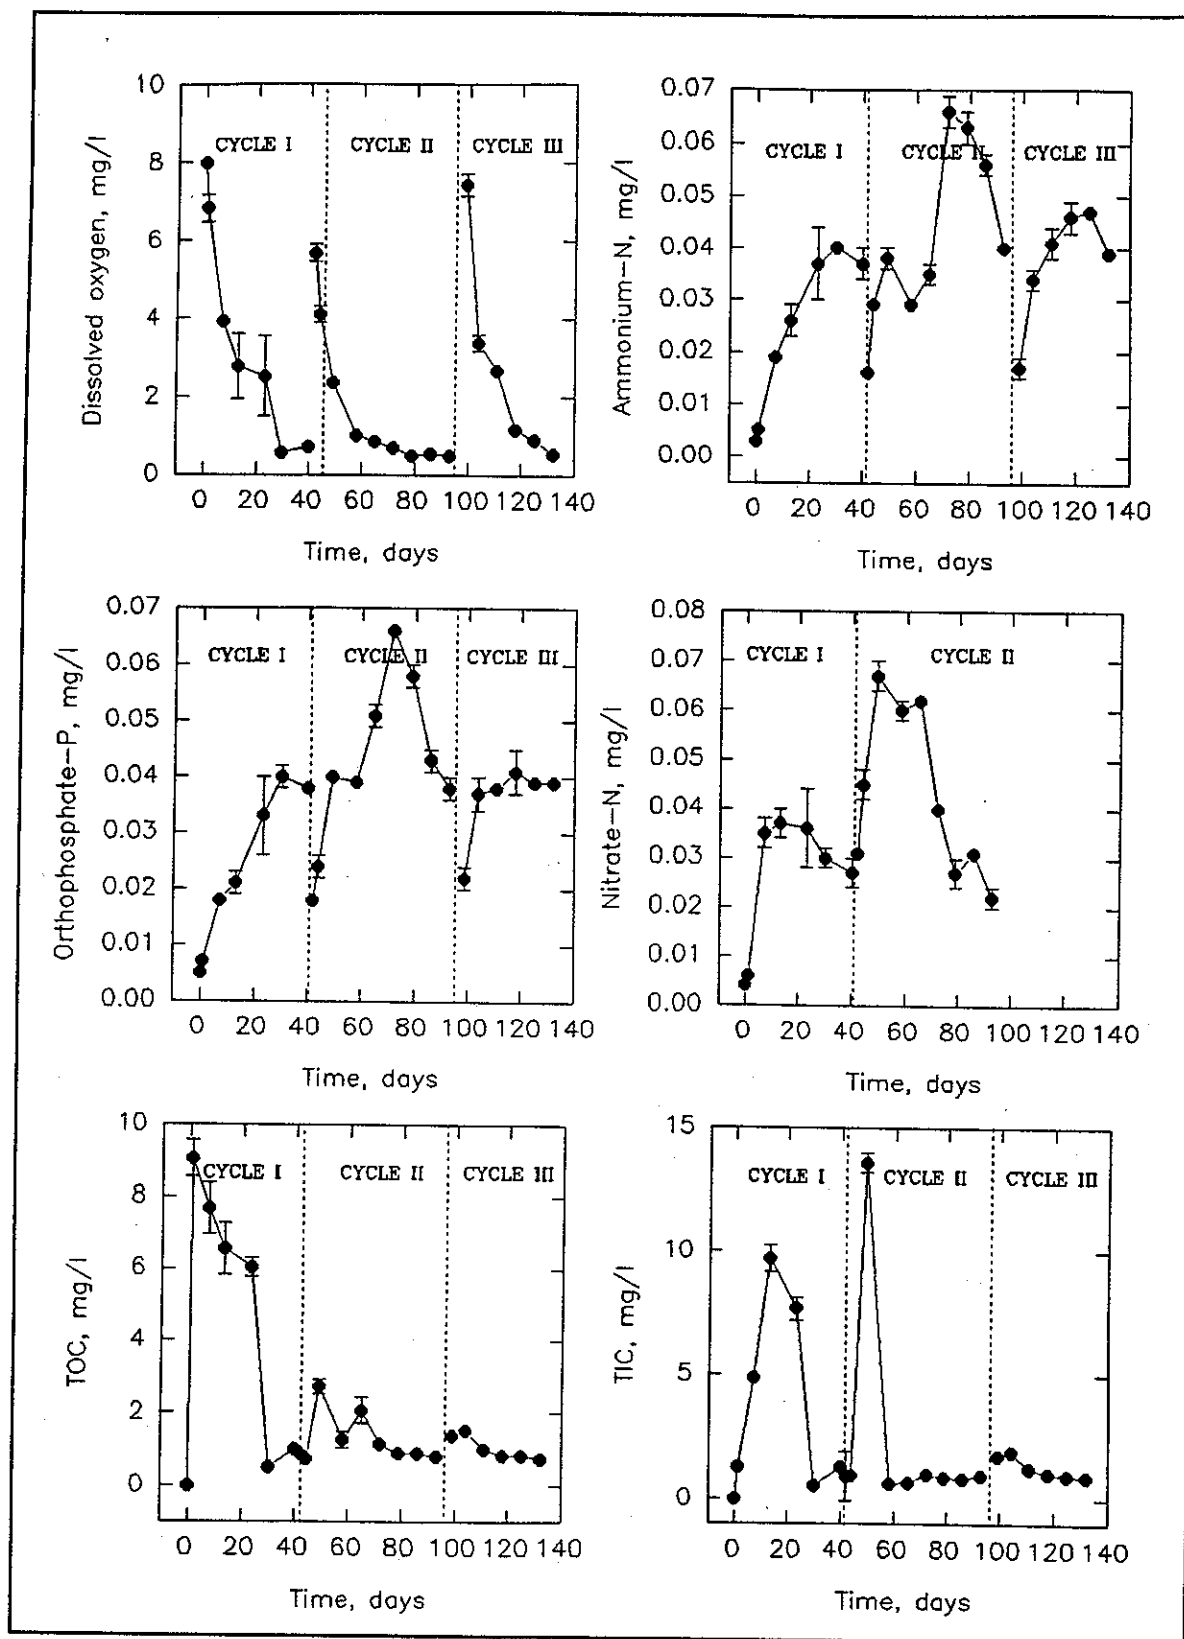 10
8
6
4
2
0
Dissolved oxygen, mg/l
CYCLE I
CYCLE II
CYCLE III
0 20 40 60 80 100 120 140
Time, days
0.07
0.06
0.05
0.04
0.03
0.02
0.01
0.00
Ammonium-N, mg/l
CYCLE I
CYCLE II
CYCLE III
0 20 40 60 80 100 120 140
Time, days
0.07
0.06
0.05
0.04
0.03
0.02
0.01
0.00
Orthophosphate-P, mg/l
CYCLE I
CYCLE II
CYCLE III
0 20 40 60 80 100 120 140
Time, days
0.08
0.07
0.06
0.05
0.04
0.03
0.02
0.01
0.00
Nitrate-N, mg/l
CYCLE I
CYCLE II
0 20 40 60 80 100 120 140
Time, days
10
8
6
4
2
0
TOC, mg/l
CYCLE I
CYCLE II
CYCLE III
0 20 40 60 80 100 120 140
Time, days
15
10
5
0
TIC, mg/l
CYCLE I
CYCLE II
CYCLE III
0 20 40 60 80 100 120 140
Time, days